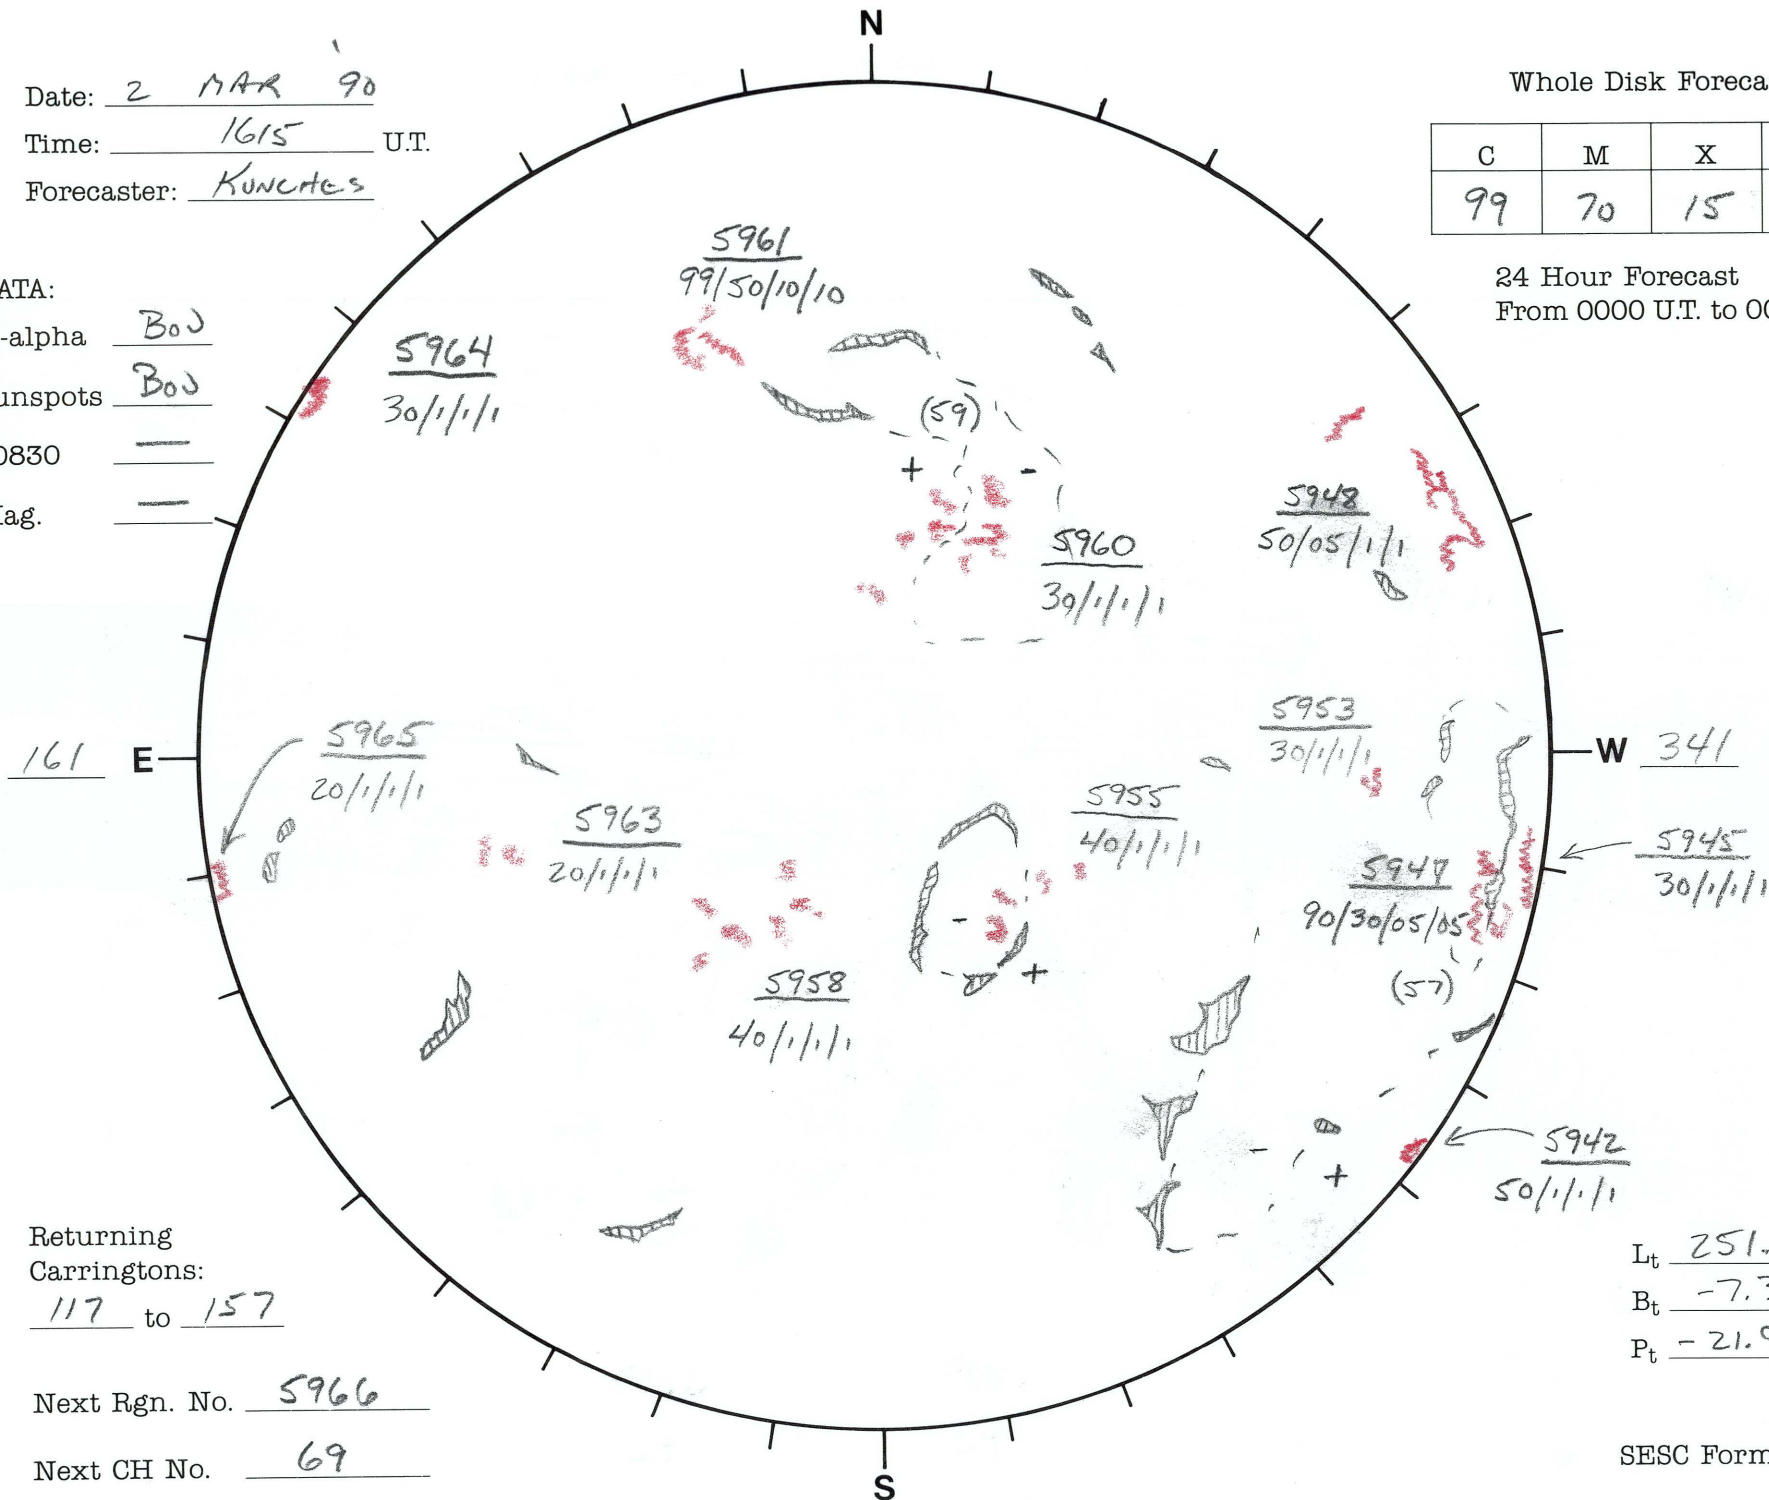 N
Date: 2 MAR '90
Time: 1615 U.T.
Forecaster: KUNCHES
Whole Disk Foreca
C M X
99 70 15
24 Hour Forecast
From 0000 U.T. to 00
ATA:
-alpha BOU
unspots BOU
0830 —
Mag. —
5961
99/50/10/10
5964
30/1/1/1
(59)
+ -
5948
50/05/1/1
5960
30/1/1/1
161 E
W 341
5965
20/1/1/1
5953
30/1/1/1
5963
20/1/1/1
5955
40/1/1/1
5945
30/1/1/1
5947
90/30/05/05
-
+
5958
40/1/1/1
(57)
-
+
5942
50/1/1/1
Returning
Carringtons:
117 to 157
Lt 251.
Bt -7.3
Pt -21.9
Next Rgn. No. 5966
Next CH No. 69
SESC Form
S